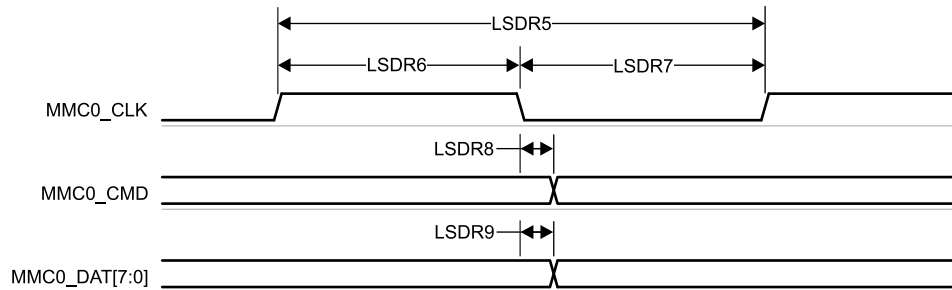 LSDR5
LSDR6 LSDR7
MMC0_CLK
LSDR8
MMC0_CMD
LSDR9
MMC0_DAT[7:0]